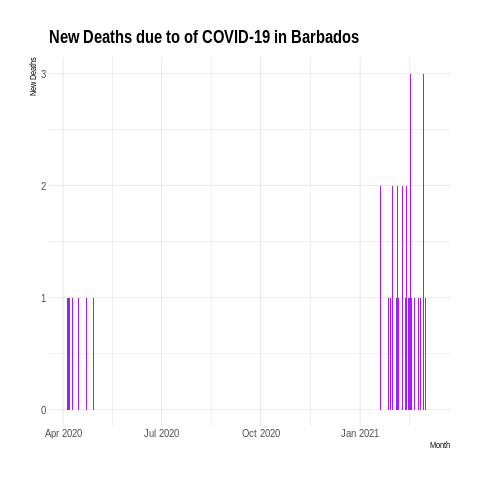 New Deaths due to of COVID-19 in Barbados
New Deaths
3
2
1
0
Apr 2020 Jul 2020 Oct 2020 Jan 2021
Month